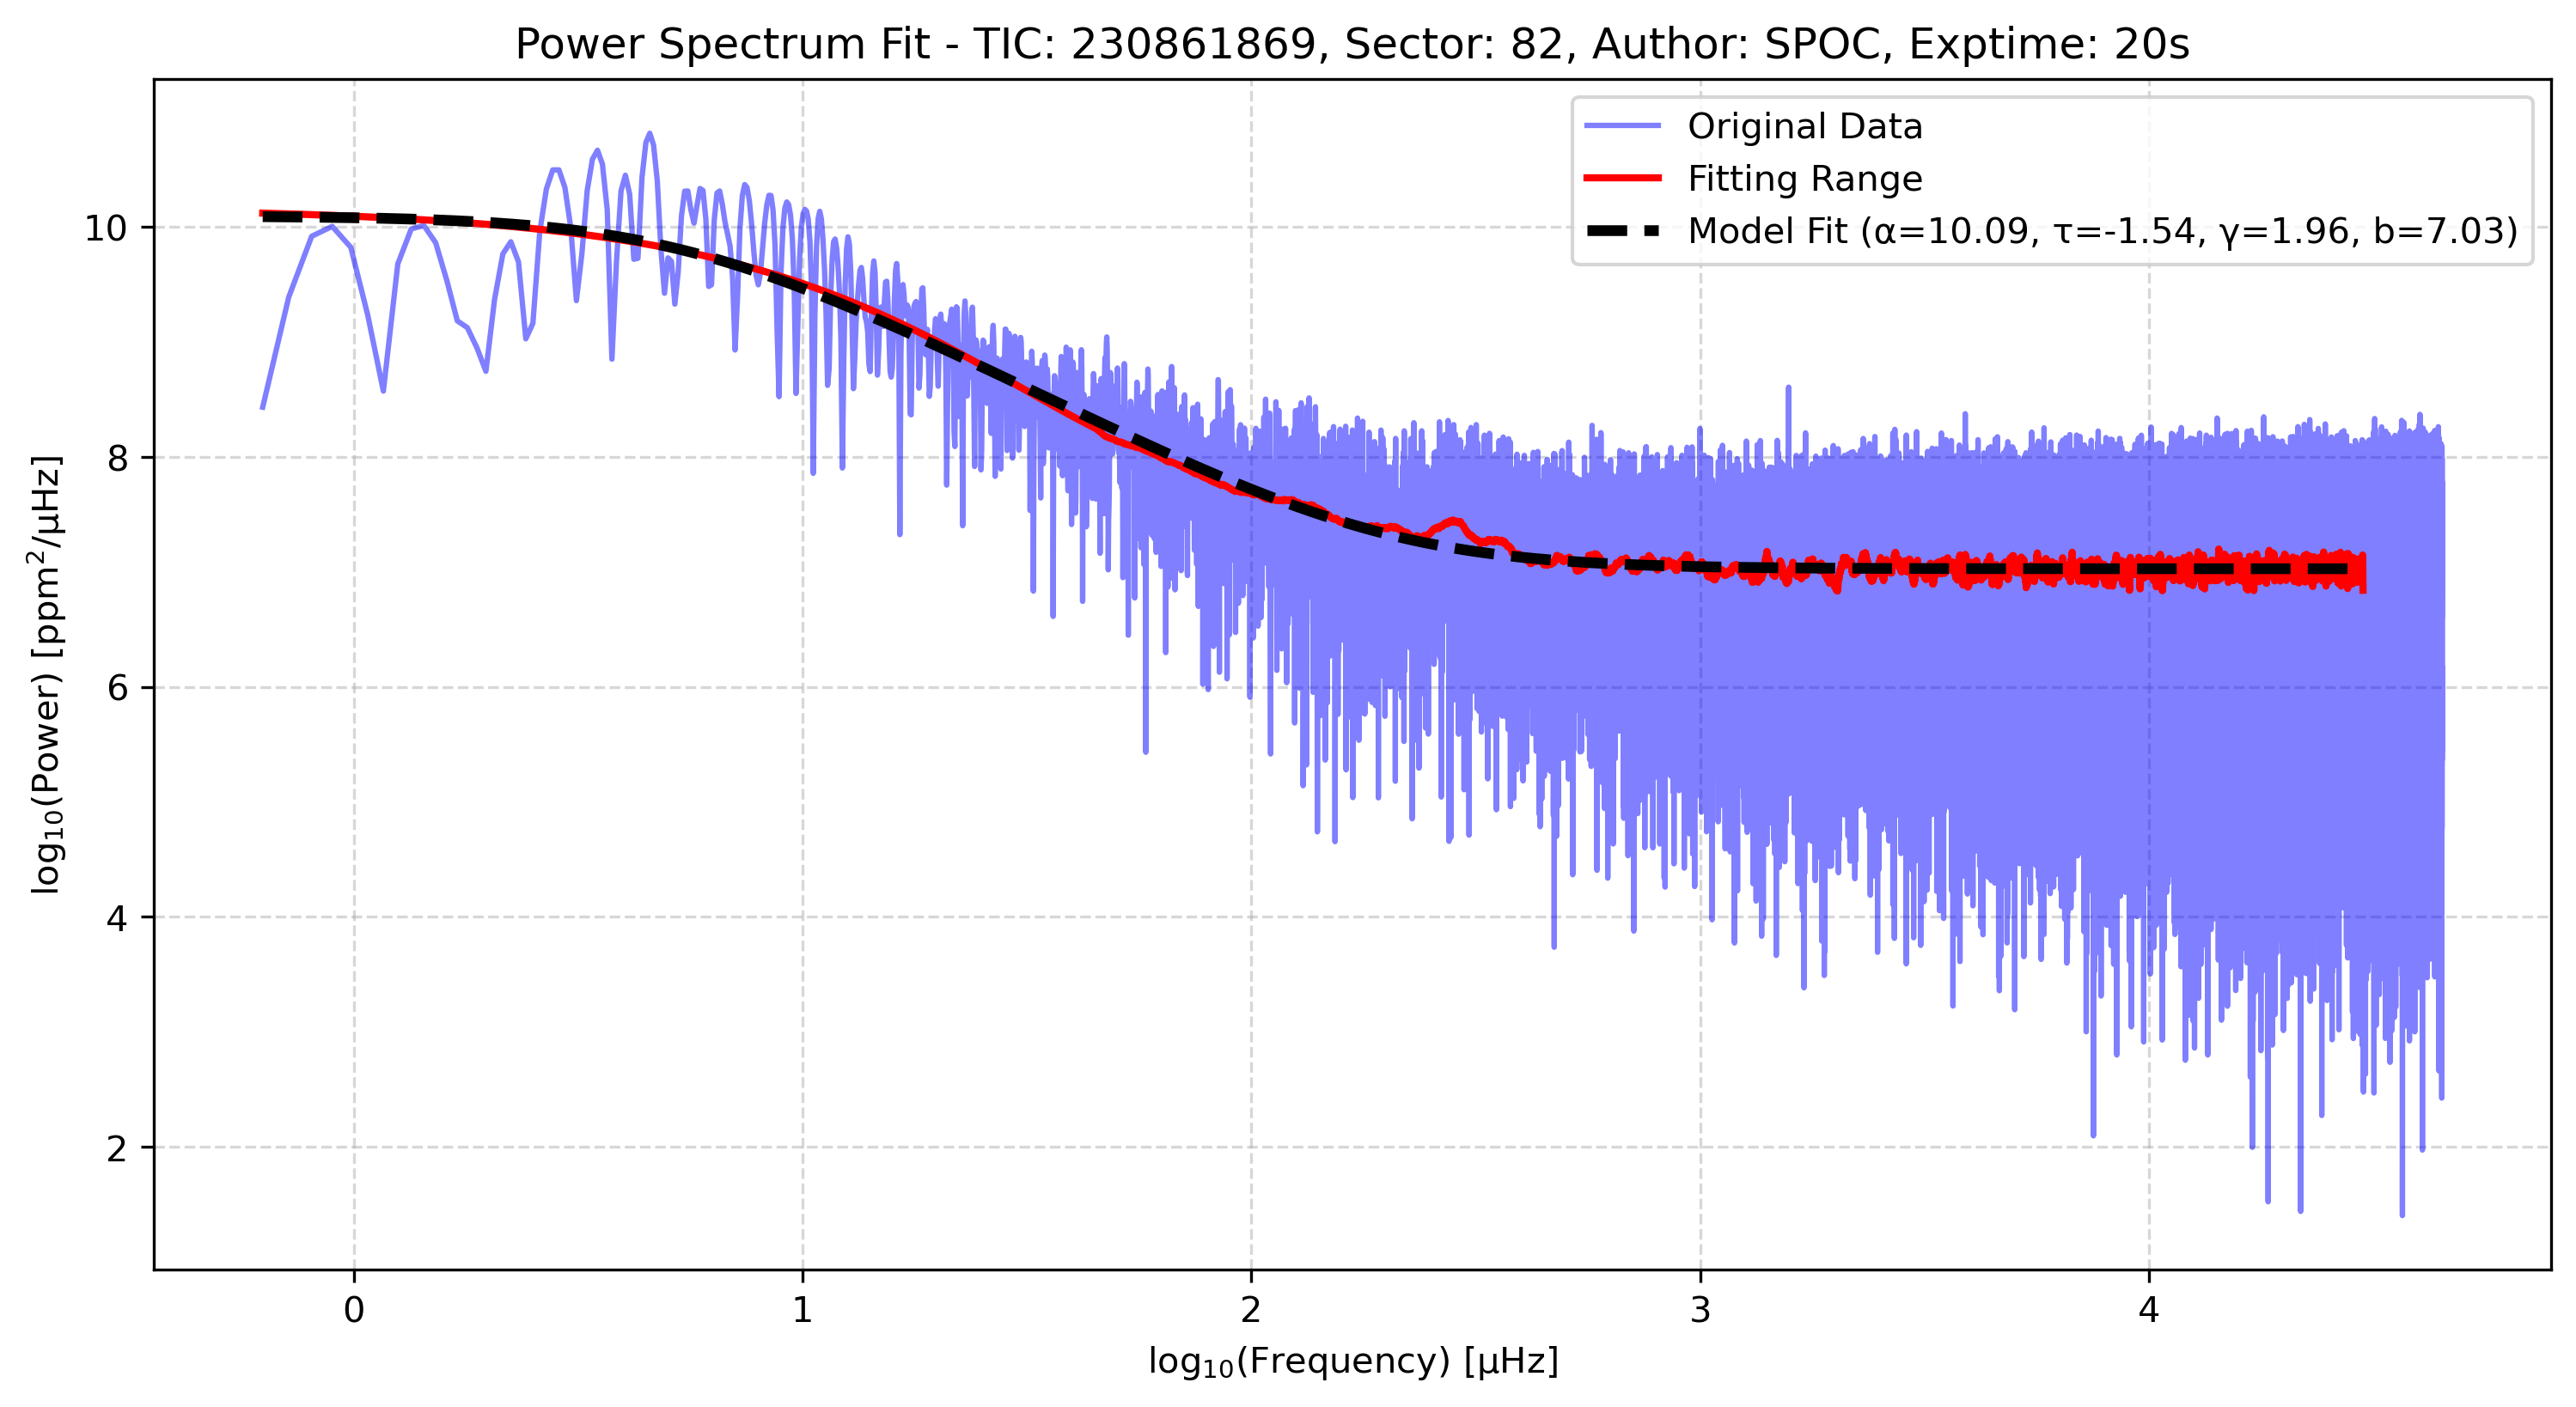 Power Spectrum Fit - TIC: 230861869, Sector: 82, Author: SPOC, Exptime: 20s
Original Data
Fitting Range
Model Fit (α=10.09, τ=-1.54, γ=1.96, b=7.03)
log₁₀(Power) [ppm²/μHz]
10
8
6
4
2
0 1 2 3 4
log₁₀(Frequency) [μHz]